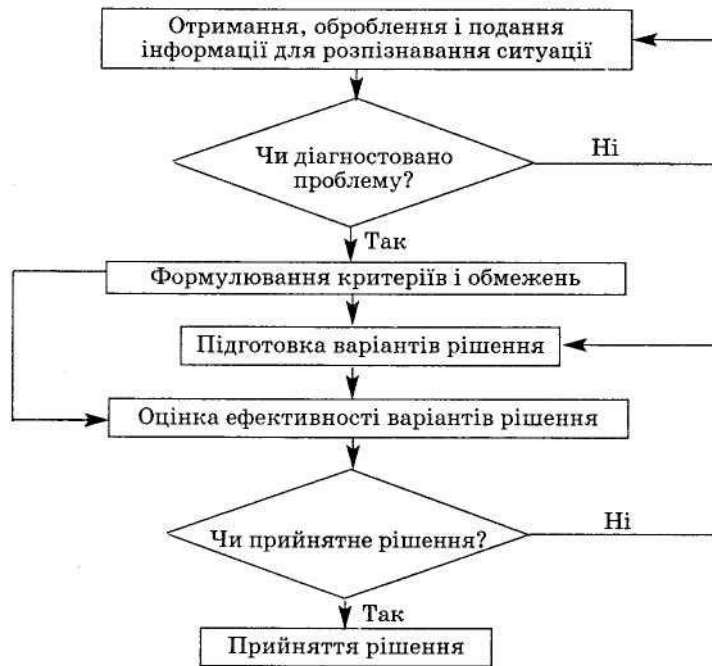 Отримання, оброблення і подання
інформації для розпізнавання ситуації
Чи діагностовано
проблему?
Ні
Так
Формулювання критеріїв і обмежень
Підготовка варіантів рішення
Оцінка ефективності варіантів рішення
Чи прийнятне рішення?
Ні
Так
Прийняття рішення